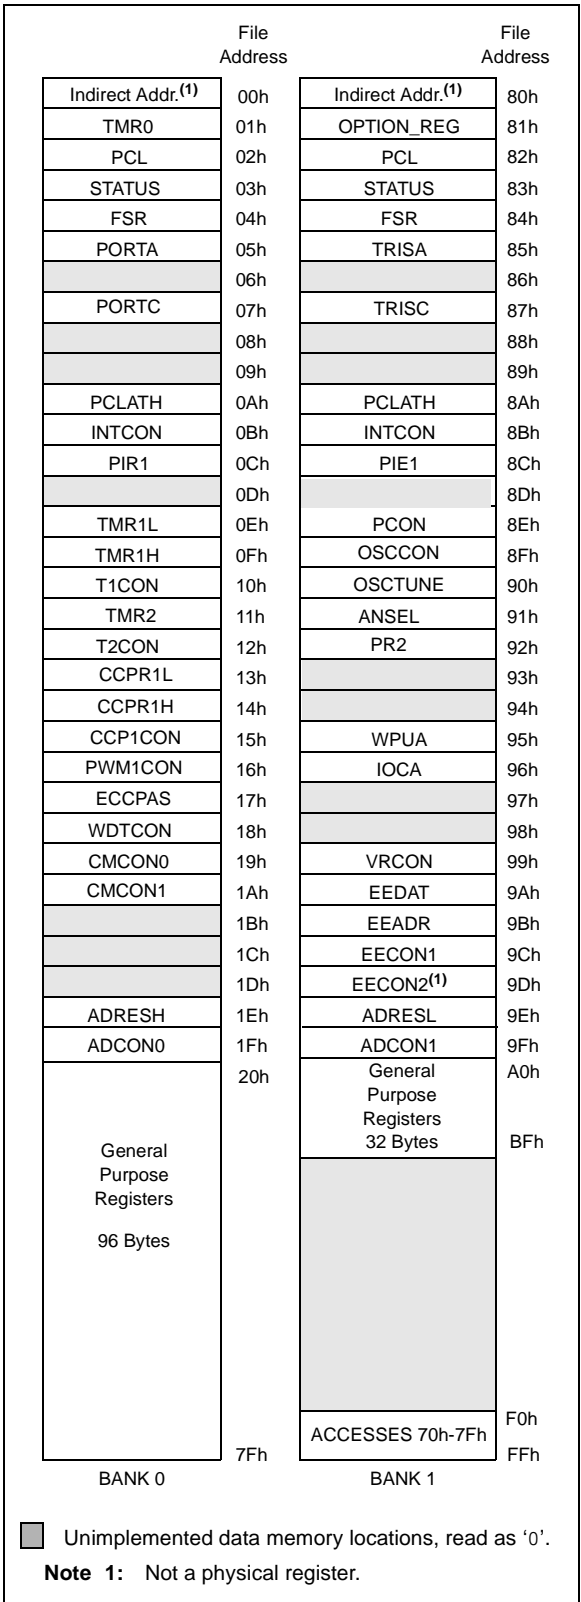 File File
Address Address
Indirect Addr.(1) 00h Indirect Addr.(1) 80h
TMR0 01h OPTION_REG 81h
PCL 02h PCL 82h
STATUS 03h STATUS 83h
FSR 04h FSR 84h
PORTA 05h TRISA 85h
06h 86h
PORTC 07h TRISC 87h
08h 88h
09h 89h
PCLATH 0Ah PCLATH 8Ah
INTCON 0Bh INTCON 8Bh
PIR1 0Ch PIE1 8Ch
0Dh 8Dh
TMR1L 0Eh PCON 8Eh
TMR1H 0Fh OSCCON 8Fh
T1CON 10h OSCTUNE 90h
TMR2 11h ANSEL 91h
T2CON 12h PR2 92h
CCPR1L 13h 93h
CCPR1H 14h 94h
CCP1CON 15h WPUA 95h
PWM1CON 16h IOCA 96h
ECCPAS 17h 97h
WDTCON 18h 98h
CMCON0 19h VRCON 99h
CMCON1 1Ah EEDAT 9Ah
1Bh EEADR 9Bh
1Ch EECON1 9Ch
1Dh EECON2(1) 9Dh
ADRESH 1Eh ADRESL 9Eh
ADCON0 1Fh ADCON1 9Fh
20h General A0h
Purpose
Registers
32 Bytes BFh
General
Purpose
Registers
96 Bytes
F0h
ACCESSES 70h-7Fh
7Fh FFh
BANK 0 BANK 1
Unimplemented data memory locations, read as ‘0’.
Note 1: Not a physical register.